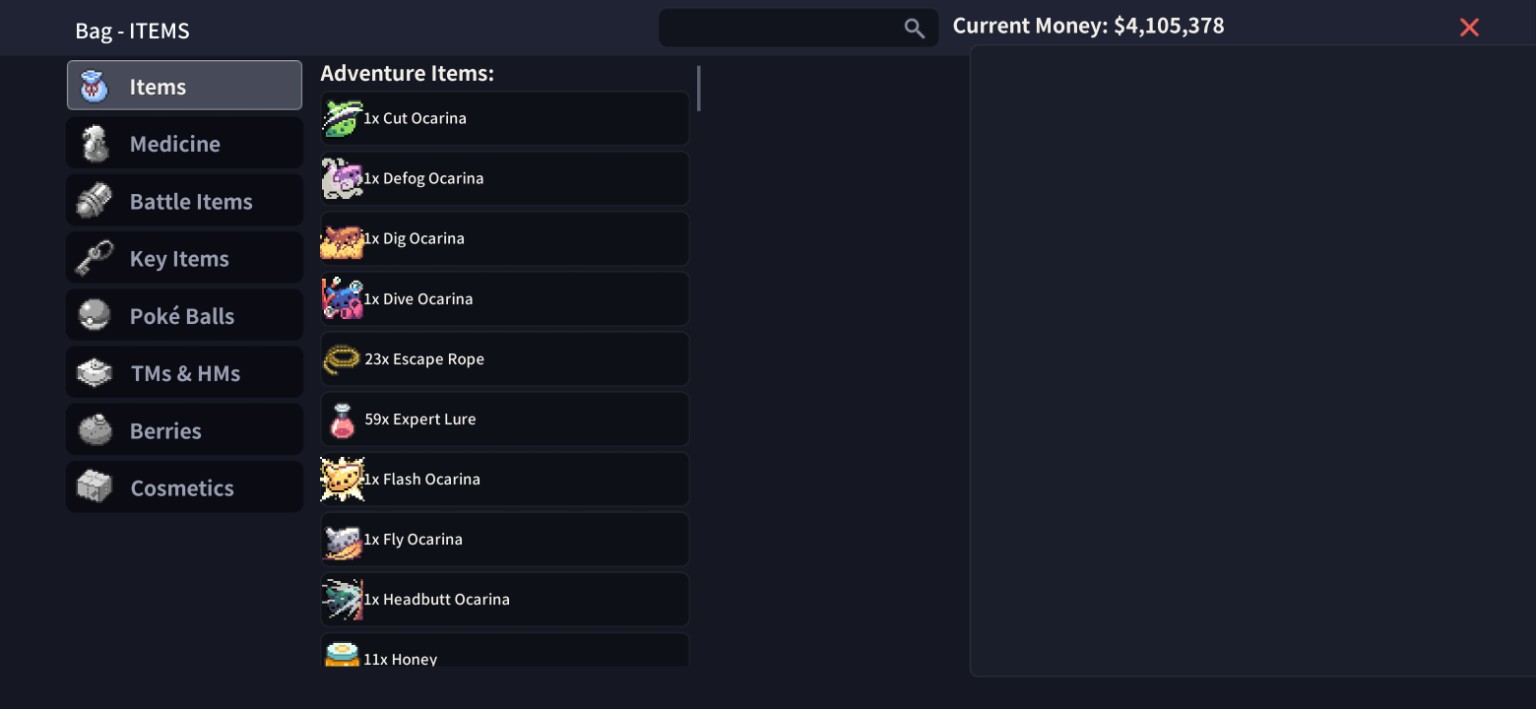 Bag - ITEMS
Current Money: $4,105,378
Items
Medicine
Battle Items
Key Items
Poké Balls
TMs & HMs
Berries
Cosmetics
Adventure Items:
1x Cut Ocarina
1x Defog Ocarina
1x Dig Ocarina
1x Dive Ocarina
23x Escape Rope
59x Expert Lure
1x Flash Ocarina
1x Fly Ocarina
1x Headbutt Ocarina
11x Honey